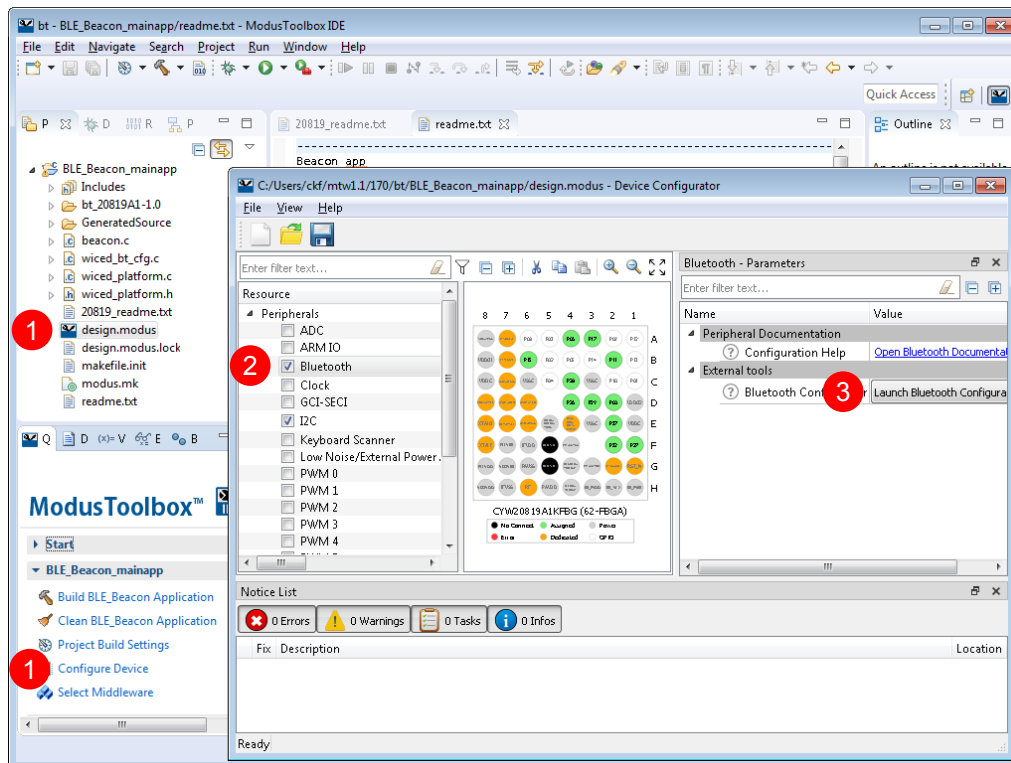 bt - BLE_Beacon_mainapp/readme.txt - ModusToolbox IDE
File Edit Navigate Search Project Run Window Help
Quick Access
P D R P
20819_readme.txt
readme.txt
Outline
Beacon app
An outline is not available
BLE_Beacon_mainapp
Includes
bt_20819A1-1.0
GeneratedSource
beacon.c
wiced_bt_cfg.c
wiced_platform.c
wiced_platform.h
20819_readme.txt
1
design.modus
design.modus.lock
makefile.init
modus.mk
readme.txt
Q D (x)= V E B
ModusToolbox™
Start
BLE_Beacon_mainapp
Build BLE_Beacon Application
Clean BLE_Beacon Application
Project Build Settings
1
Configure Device
Select Middleware
C:/Users/ckf/mtw1.1/170/bt/BLE_Beacon_mainapp/design.modus - Device Configurator
File View Help
Enter filter text...
Resource
Peripherals
ADC
ARM IO
2
Bluetooth
Clock
GCI-SECI
I2C
Keyboard Scanner
Low Noise/External Power
PWM 0
PWM 1
PWM 2
PWM 3
PWM 4
8 7 6 5 4 3 2 1
A
B
C
D
E
F
G
H
CYW20819A1KFBG (62-FBGA)
No Connect Assigned Power
Error Dedicated GPIO
Bluetooth - Parameters
Enter filter text...
Name Value
Peripheral Documentation
Configuration Help Open Bluetooth Documentat
External tools
Bluetooth Conf
3
Launch Bluetooth Configura
Notice List
0 Errors 0 Warnings 0 Tasks 0 Infos
Fix Description Location
Ready